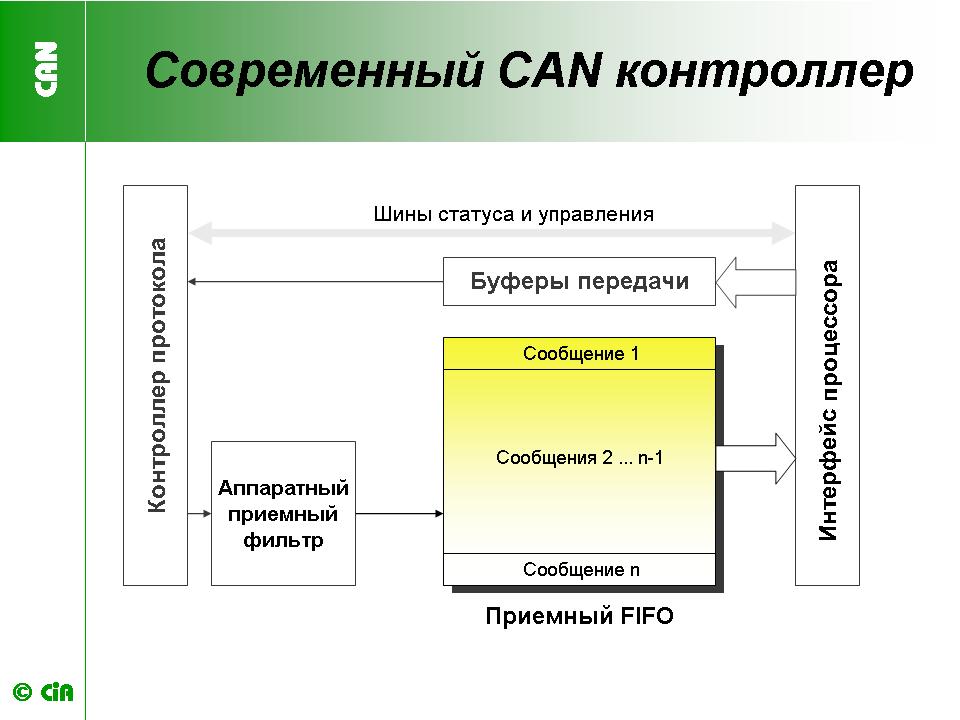 CAN
Современный CAN контроллер
Шины статуса и управления
Контроллер протокола
Буферы передачи
Интерфейс процессора
Сообщение 1
Сообщения 2 ... n-1
Аппаратный
приемный
фильтр
Сообщение n
Приемный FIFO
© CiA